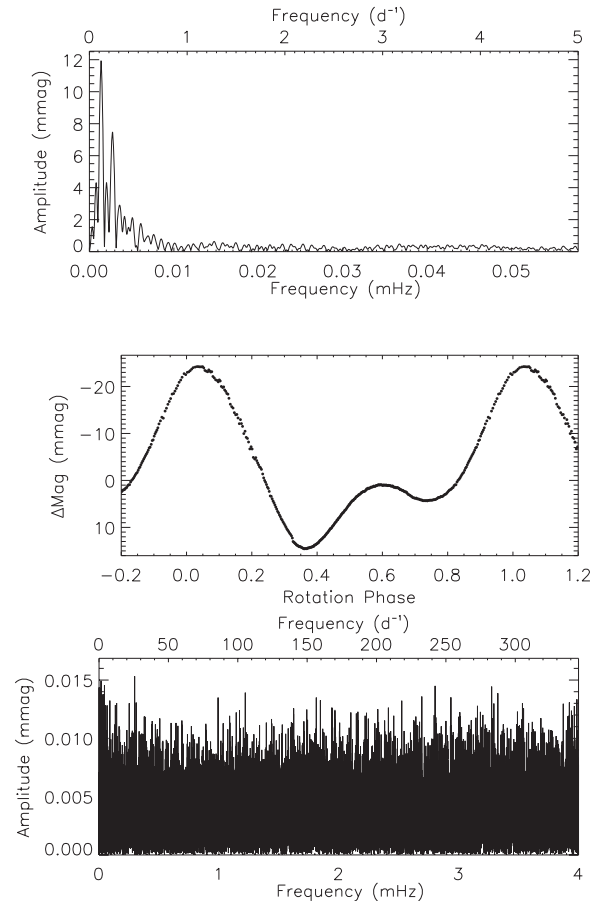 Frequency (d⁻¹)
0 1 2 3 4 5
Amplitude (mmag)
12
10
8
6
4
2
0
0.00 0.01 0.02 0.03 0.04 0.05
Frequency (mHz)
ΔMag (mmag)
−20
−10
0
10
−0.2 0.0 0.2 0.4 0.6 0.8 1.0 1.2
Rotation Phase
Frequency (d⁻¹)
0 50 100 150 200 250 300
Amplitude (mmag)
0.015
0.010
0.005
0.000
0 1 2 3 4
Frequency (mHz)